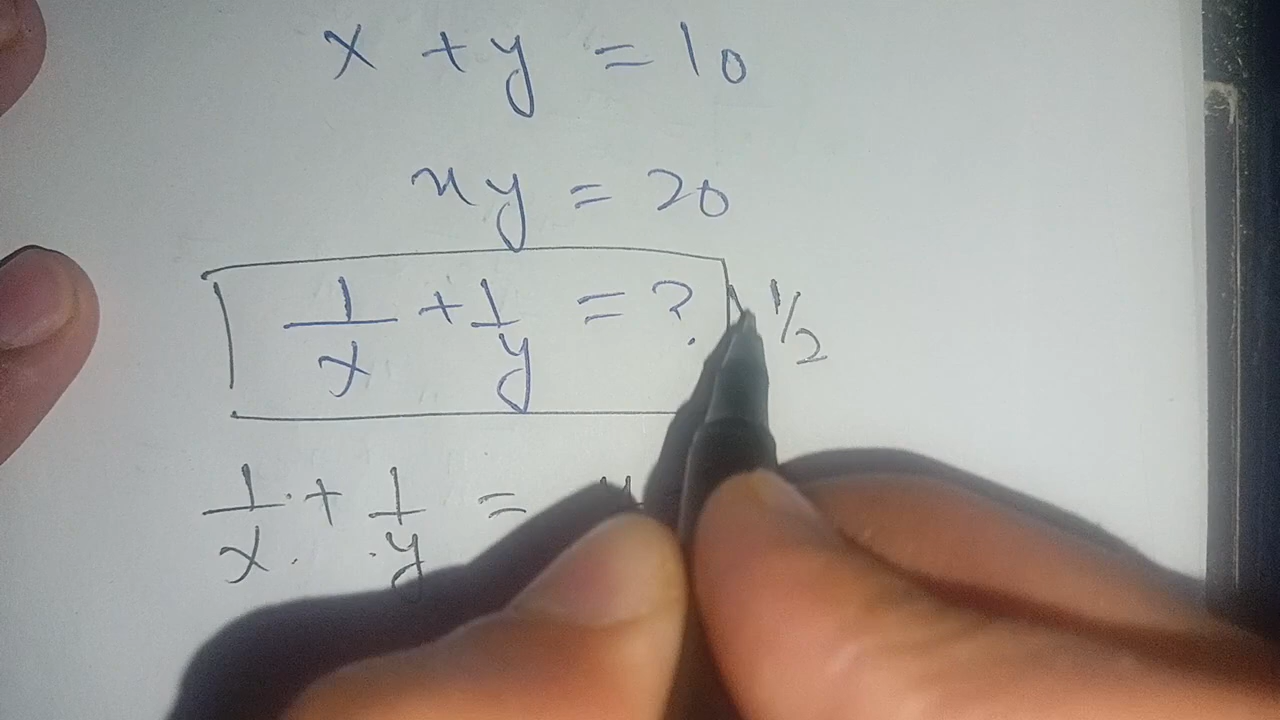 x + y = 10
xy = 20
1/x + 1/y = ? 1/2
1/x + 1/y =